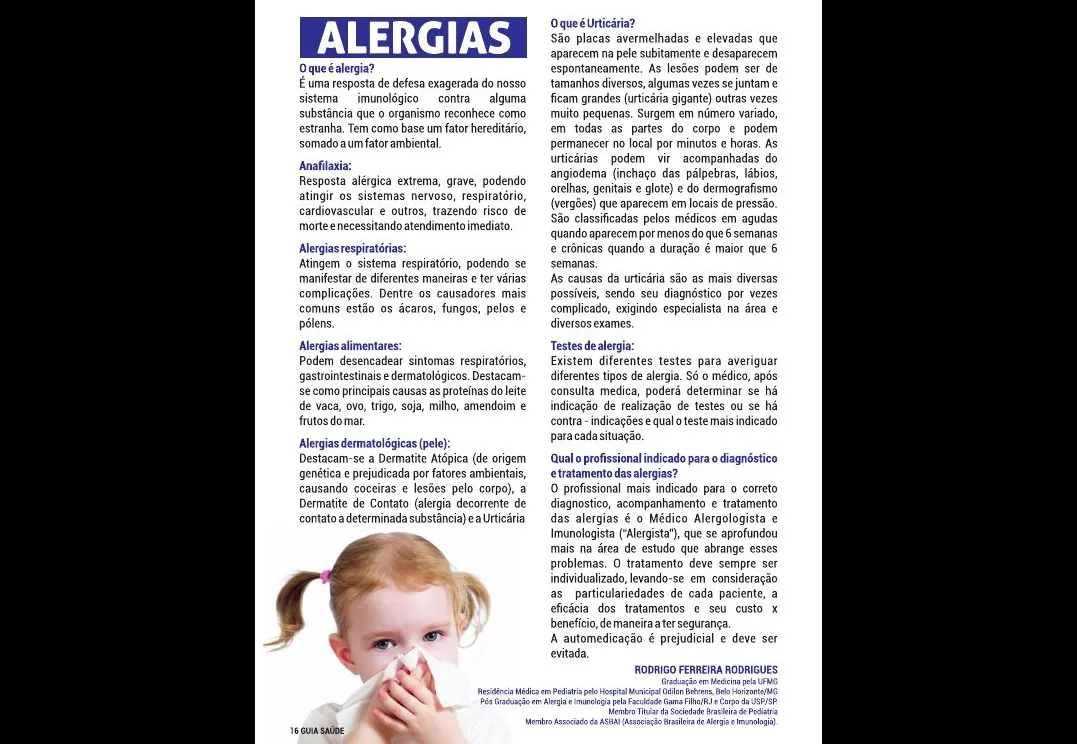 ALERGIAS
O que é alergia?
É uma resposta de defesa exagerada do nosso
sistema imunológico contra alguma
substância que o organismo reconhece como
estranha. Tem como base um fator hereditário,
somado a um fator ambiental.
Anafilaxia:
Resposta alérgica extrema, grave, podendo
atingir os sistemas nervoso, respiratório,
cardiovascular e outros, trazendo risco de
morte e necessitando atendimento imediato.
Alergias respiratórias:
Atingem o sistema respiratório, podendo se
manifestar de diferentes maneiras e ter várias
complicações. Dentre os causadores mais
comuns estão os ácaros, fungos, pelos e
pólens.
Alergias alimentares:
Podem desencadear sintomas respiratórios,
gastrointestinais e dermatológicos. Destacam-
se como principais causas as proteínas do leite
de vaca, ovo, trigo, soja, milho, amendoim e
frutos do mar.
Alergias dermatológicas (pele):
Destacam-se a Dermatite Atópica (de origem
genética e prejudicada por fatores ambientais,
causando coceiras e lesões pelo corpo), a
Dermatite de Contato (alergia decorrente de
contato a determinada substância) e a Urticária
O que é Urticária?
São placas avermelhadas e elevadas que
aparecem na pele subitamente e desaparecem
espontaneamente. As lesões podem ser de
tamanhos diversos, algumas vezes se juntam e
ficam grandes (urticária gigante) outras vezes
muito pequenas. Surgem em número variado,
em todas as partes do corpo e podem
permanecer no local por minutos e horas. As
urticárias podem vir acompanhadas do
angiodema (inchaço das pálpebras, lábios,
orelhas, genitais e glote) e do dermografismo
(vergões) que aparecem em locais de pressão.
São classificadas pelos médicos em agudas
quando aparecem por menos do que 6 semanas
e crônicas quando a duração é maior que 6
semanas.
As causas da urticária são as mais diversas
possíveis, sendo seu diagnóstico por vezes
complicado, exigindo especialista na área e
diversos exames.
Testes de alergia:
Existem diferentes testes para averiguar
diferentes tipos de alergia. Só o médico, após
consulta medica, poderá determinar se há
indicação de realização de testes ou se há
contra - indicações e qual o teste mais indicado
para cada situação.
Qual o profissional indicado para o diagnóstico
e tratamento das alergias?
O profissional mais indicado para o correto
diagnostico, acompanhamento e tratamento
das alergias é o Médico Alergologista e
Imunologista ("Alergista"), que se aprofundou
mais na área de estudo que abrange esses
problemas. O tratamento deve sempre ser
individualizado, levando-se em consideração
as particularidades de cada paciente, a
eficácia dos tratamentos e seu custo x
benefício, de maneira a ter segurança.
A automedicação é prejudicial e deve ser
evitada.
RODRIGO FERREIRA RODRIGUES
Graduação em Medicina pela UFMG
Residência Médica em Pediatria pelo Hospital Municipal Odilon Behrens, Belo Horizonte/MG
Pós Graduação em Alergia e Imunologia pela Faculdade Gama Filho/RJ e Corpo da USP/SP.
Membro Titular da Sociedade Brasileira de Pediatria
Membro Associado da ASBAI (Associação Brasileira de Alergia e Imunologia).
16 GUIA SAÚDE